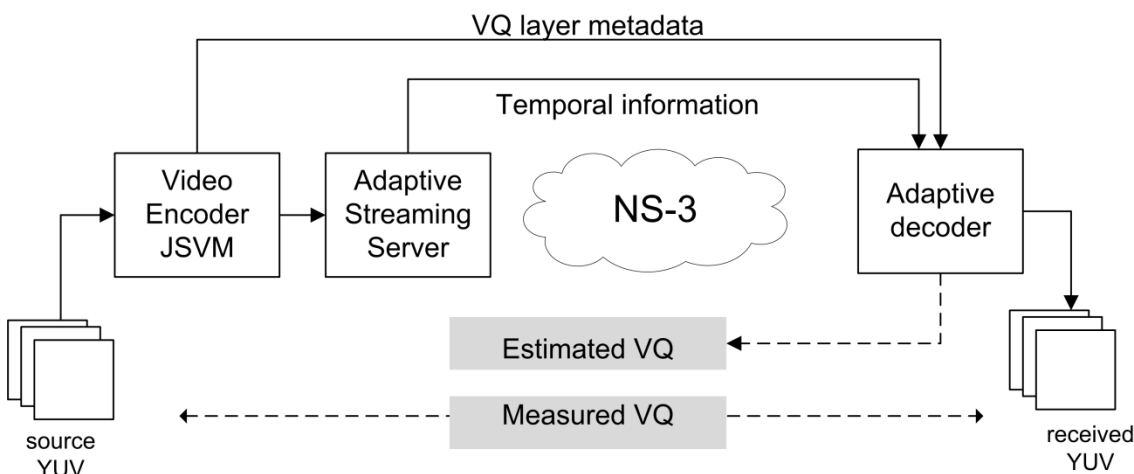 VQ layer metadata
Temporal information
Video
Encoder
JSVM
Adaptive
Streaming
Server
NS-3
Adaptive
decoder
Estimated VQ
Measured VQ
source
YUV
received
YUV